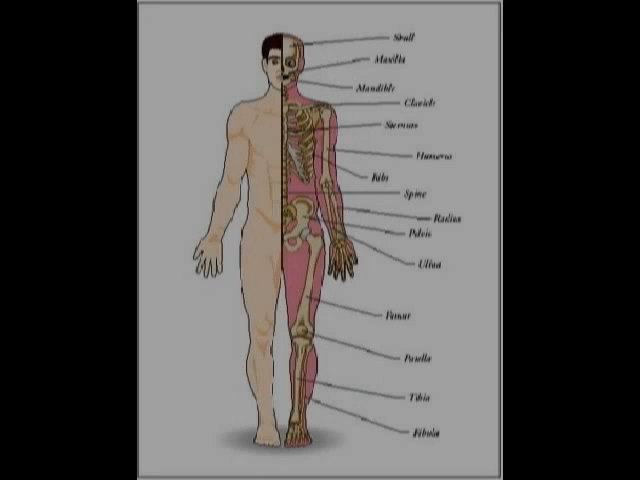 Skull
Maxilla
Mandible
Clavicle
Sternum
Humerus
Ribs
Spine
Radius
Pelvis
Ulna
Femur
Patella
Tibia
Fibula